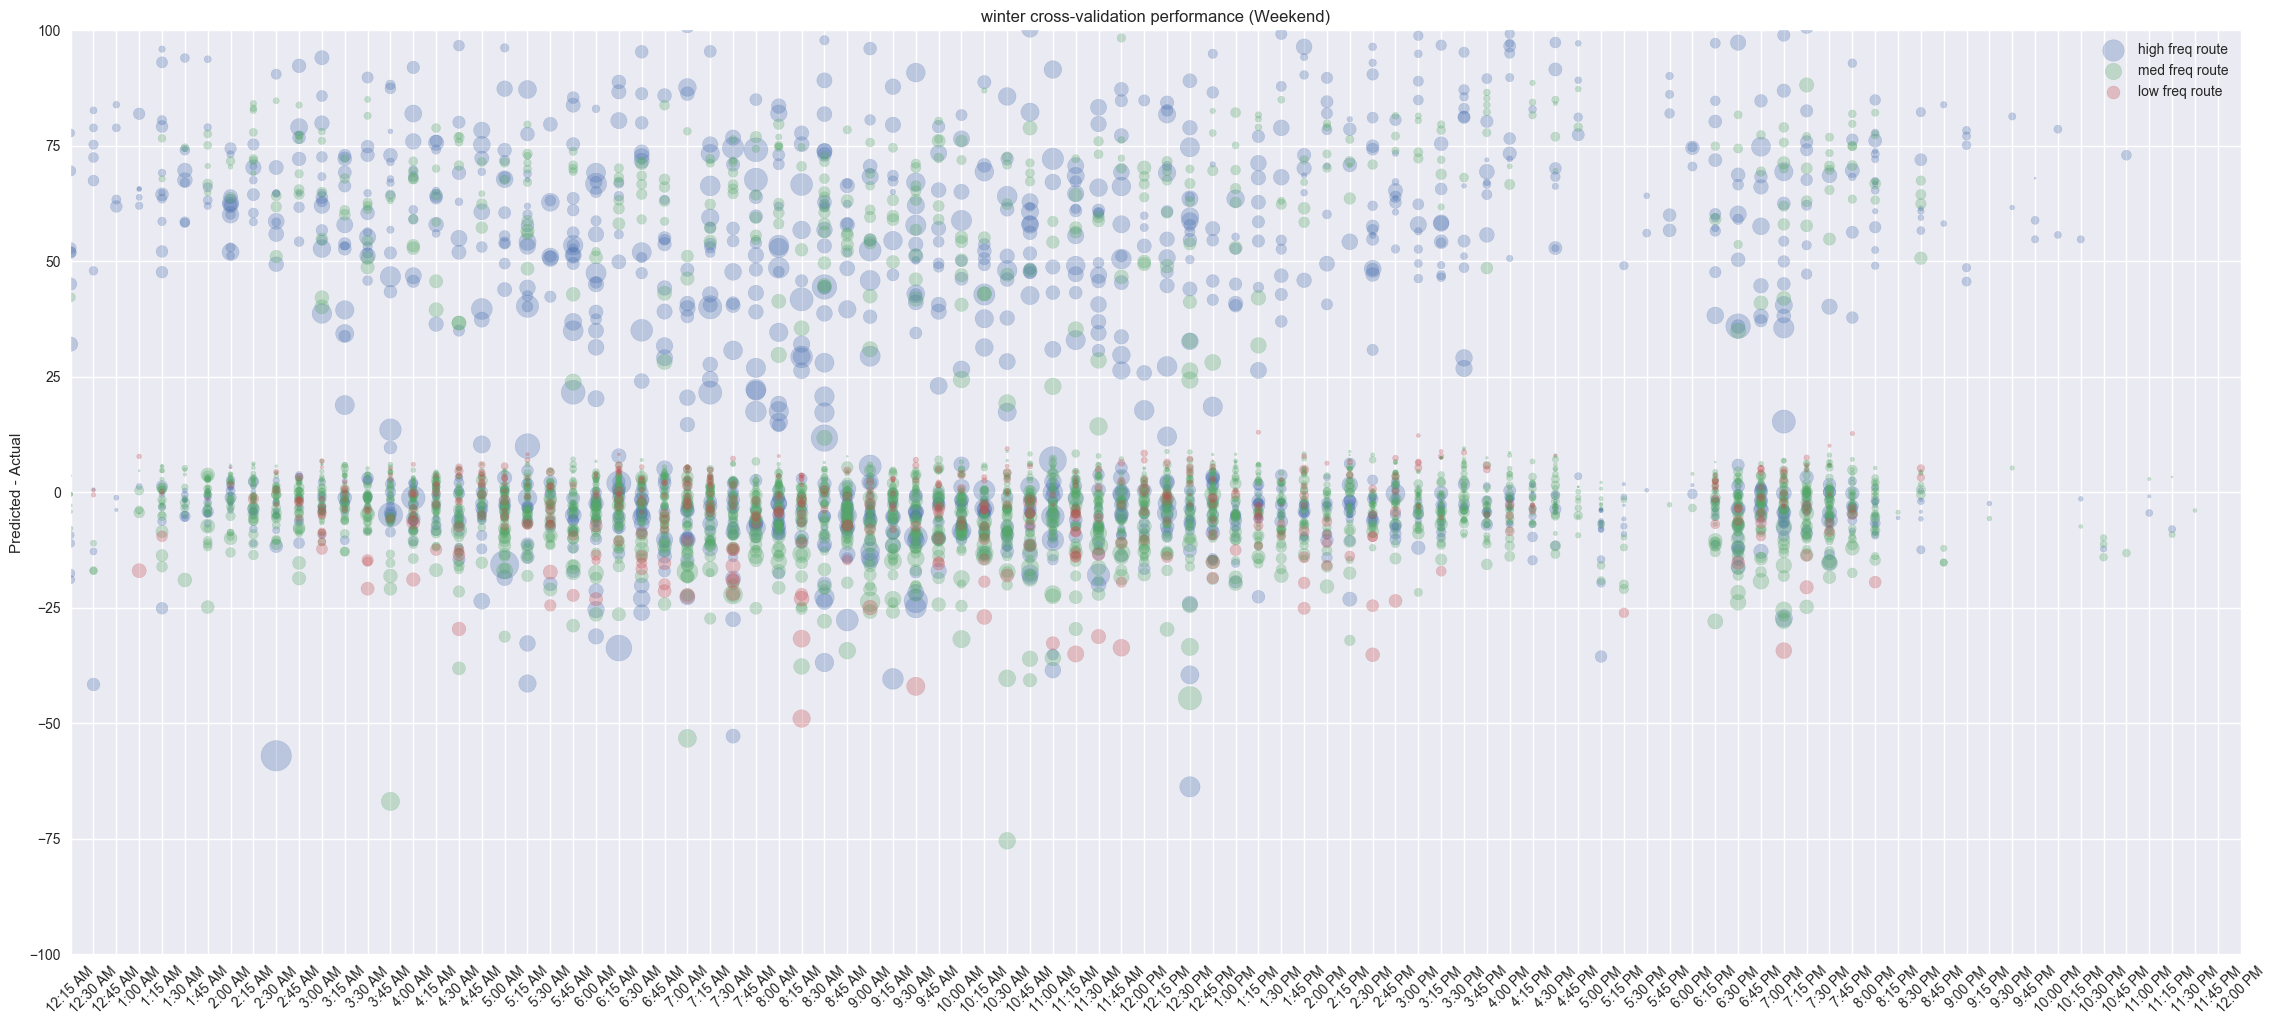 winter cross-validation performance (Weekend)
high freq route
med freq route
low freq route
Predicted - Actual
100
75
50
25
0
−25
−50
−75
−100
12:15 AM
12:30 AM
12:45 AM
1:00 AM
1:15 AM
1:30 AM
1:45 AM
2:00 AM
2:15 AM
2:30 AM
2:45 AM
3:00 AM
3:15 AM
3:30 AM
3:45 AM
4:00 AM
4:15 AM
4:30 AM
4:45 AM
5:00 AM
5:15 AM
5:30 AM
5:45 AM
6:00 AM
6:15 AM
6:30 AM
6:45 AM
7:00 AM
7:15 AM
7:30 AM
7:45 AM
8:00 AM
8:15 AM
8:30 AM
8:45 AM
9:00 AM
9:15 AM
9:30 AM
9:45 AM
10:00 AM
10:15 AM
10:30 AM
10:45 AM
11:00 AM
11:15 AM
11:30 AM
11:45 AM
12:00 PM
12:15 PM
12:30 PM
12:45 PM
1:00 PM
1:15 PM
1:30 PM
1:45 PM
2:00 PM
2:15 PM
2:30 PM
2:45 PM
3:00 PM
3:15 PM
3:30 PM
3:45 PM
4:00 PM
4:15 PM
4:30 PM
4:45 PM
5:00 PM
5:15 PM
5:30 PM
5:45 PM
6:00 PM
6:15 PM
6:30 PM
6:45 PM
7:00 PM
7:15 PM
7:30 PM
7:45 PM
8:00 PM
8:15 PM
8:30 PM
8:45 PM
9:00 PM
9:15 PM
9:30 PM
9:45 PM
10:00 PM
10:15 PM
10:30 PM
10:45 PM
11:00 PM
11:15 PM
11:30 PM
11:45 PM
12:00 PM